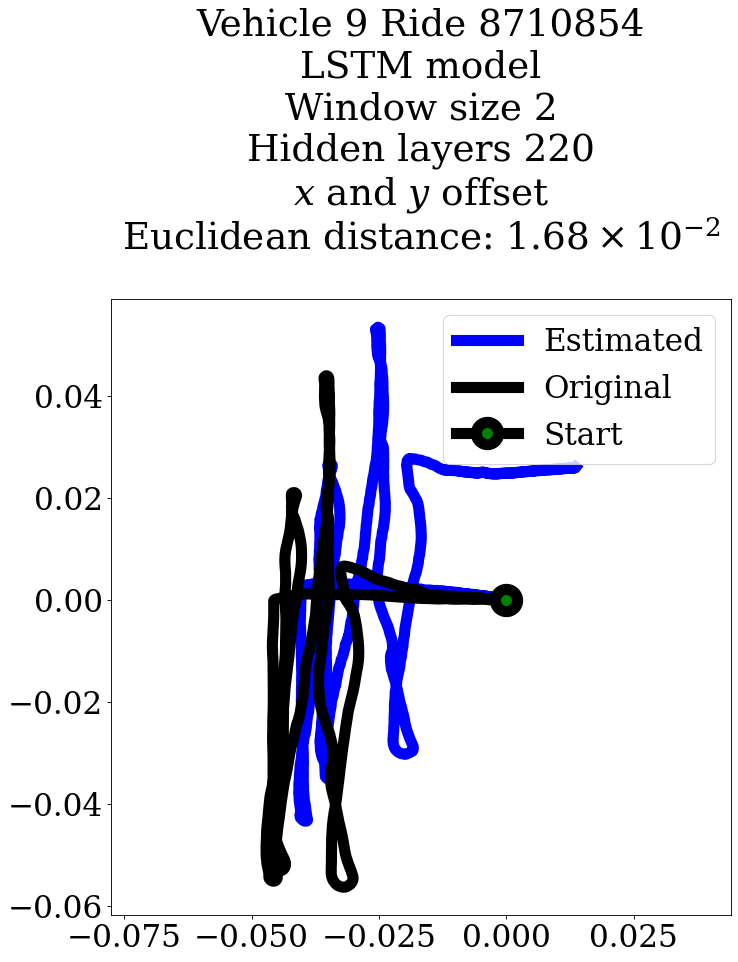 Vehicle 9 Ride 8710854
LSTM model
Window size 2
Hidden layers 220
x and y offset
Euclidean distance: 1.68 × 10⁻²
Estimated
Original
Start
0.04
0.02
0.00
−0.02
−0.04
−0.06
−0.075 −0.050 −0.025 0.000 0.025